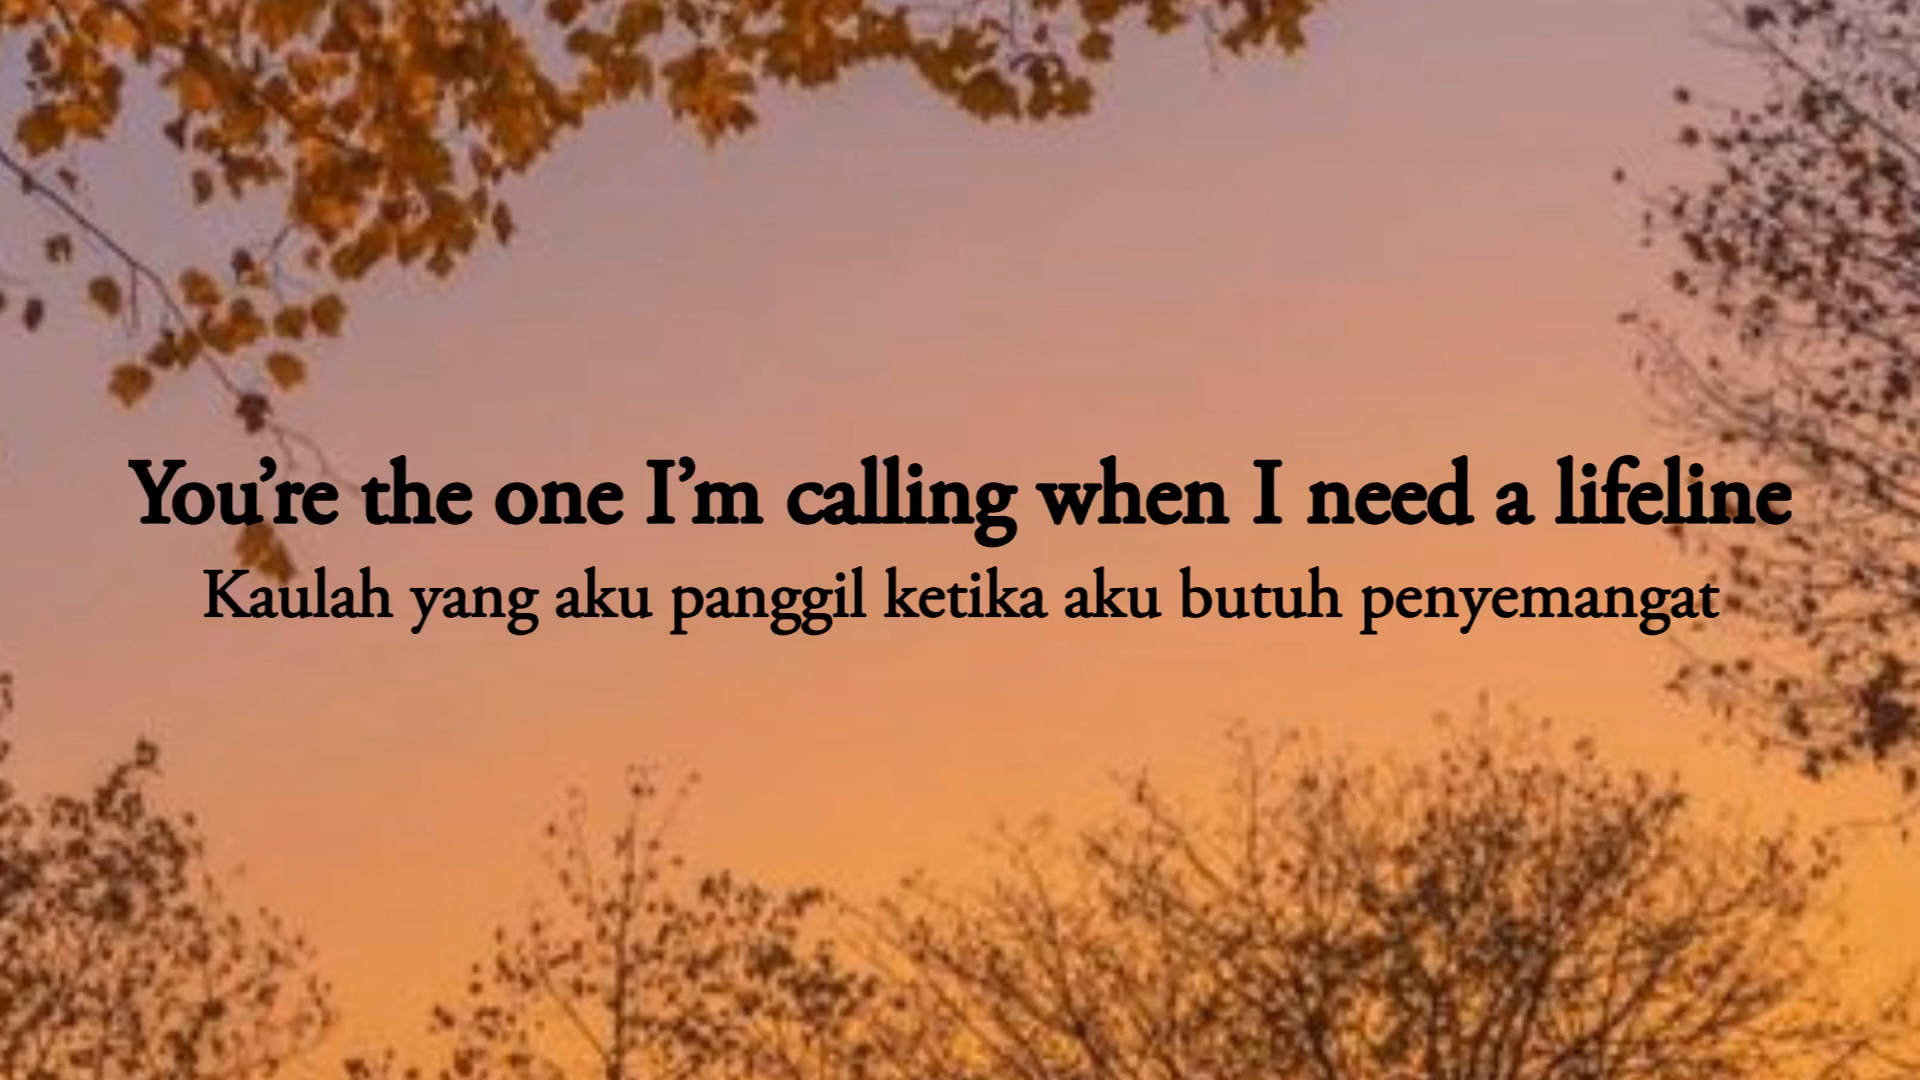 You’re the one I’m calling when I need a lifeline
Kaulah yang aku panggil ketika aku butuh penyemangat